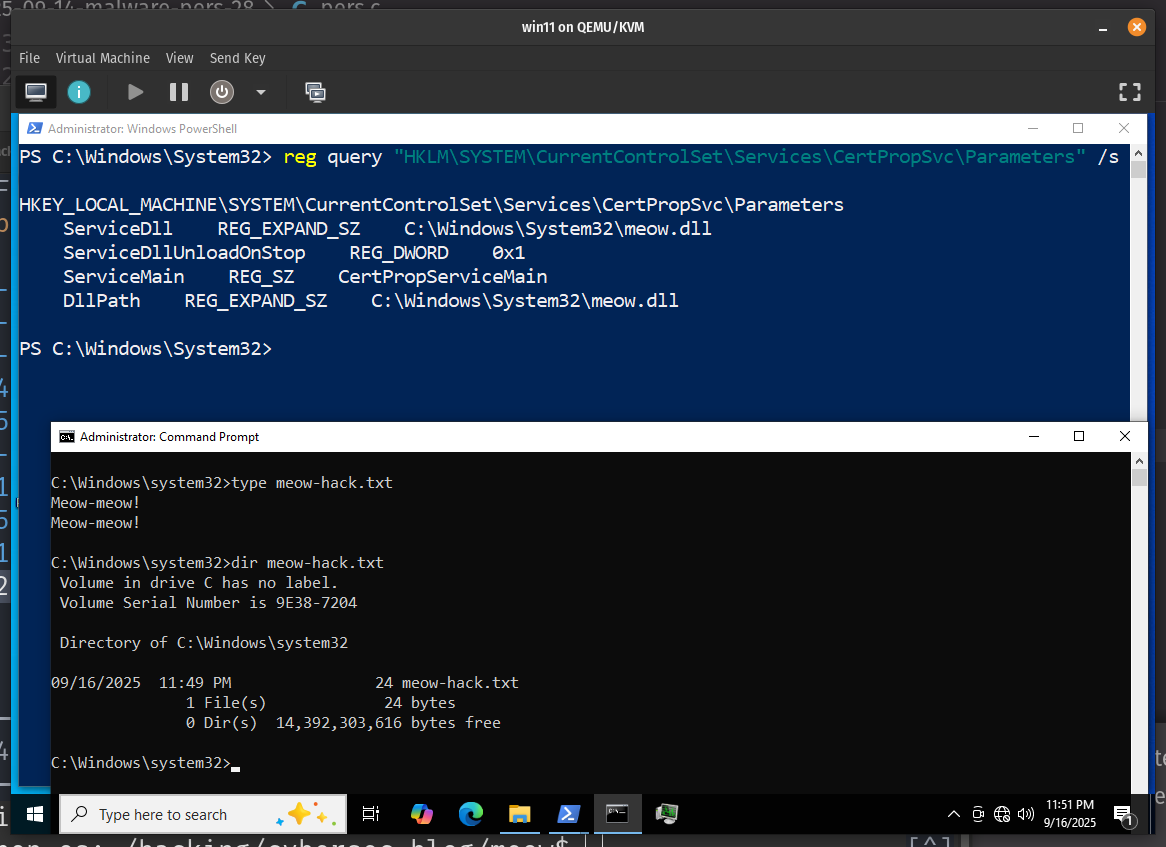 5-09-14-malware-pers-28 > C pers.c
win11 on QEMU/KVM
File Virtual Machine View Send Key
Administrator: Windows PowerShell
PS C:\Windows\System32> reg query "HKLM\SYSTEM\CurrentControlSet\Services\CertPropSvc\Parameters" /s
HKEY_LOCAL_MACHINE\SYSTEM\CurrentControlSet\Services\CertPropSvc\Parameters
ServiceDll REG_EXPAND_SZ C:\Windows\System32\meow.dll
ServiceDllUnloadOnStop REG_DWORD 0x1
ServiceMain REG_SZ CertPropServiceMain
DllPath REG_EXPAND_SZ C:\Windows\System32\meow.dll
PS C:\Windows\System32>
Administrator: Command Prompt
C:\Windows\system32>type meow-hack.txt
Meow-meow!
Meow-meow!
C:\Windows\system32>dir meow-hack.txt
Volume in drive C has no label.
Volume Serial Number is 9E38-7204
Directory of C:\Windows\system32
09/16/2025 11:49 PM 24 meow-hack.txt
1 File(s) 24 bytes
0 Dir(s) 14,392,303,616 bytes free
C:\Windows\system32>
Type here to search
11:51 PM
9/16/2025
1